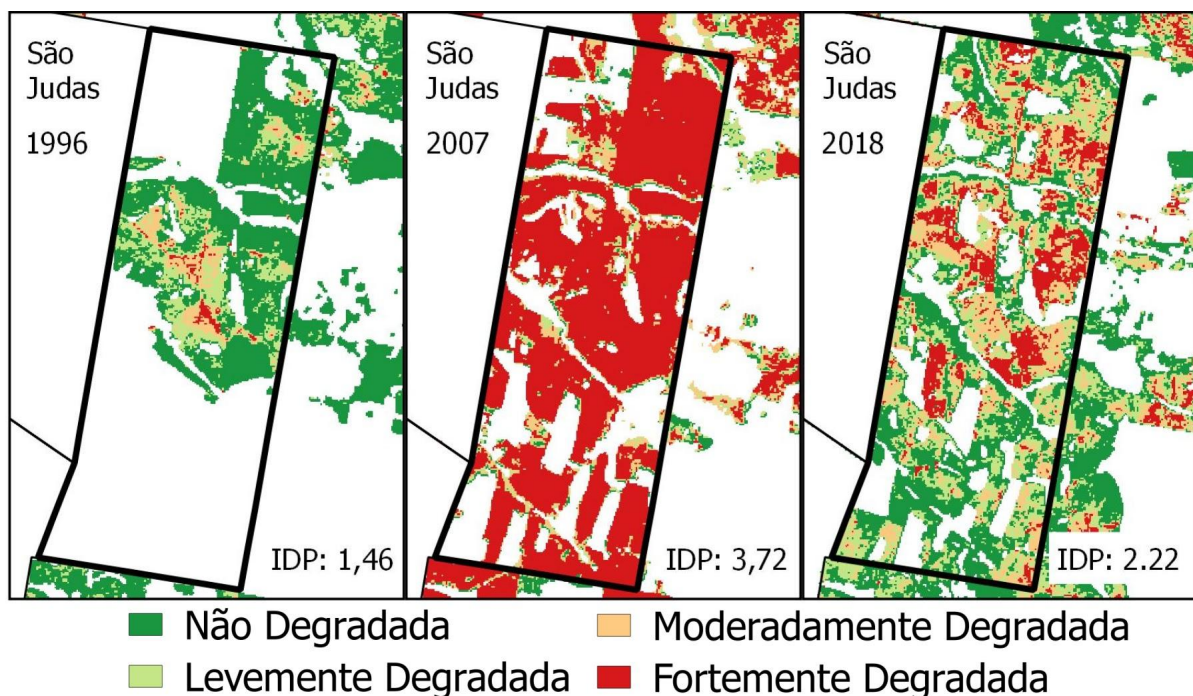 São
Judas
1996
IDP: 1,46
São
Judas
2007
IDP: 3,72
São
Judas
2018
IDP: 2.22
Não Degradada
Moderadamente Degradada
Levemente Degradada
Fortemente Degradada